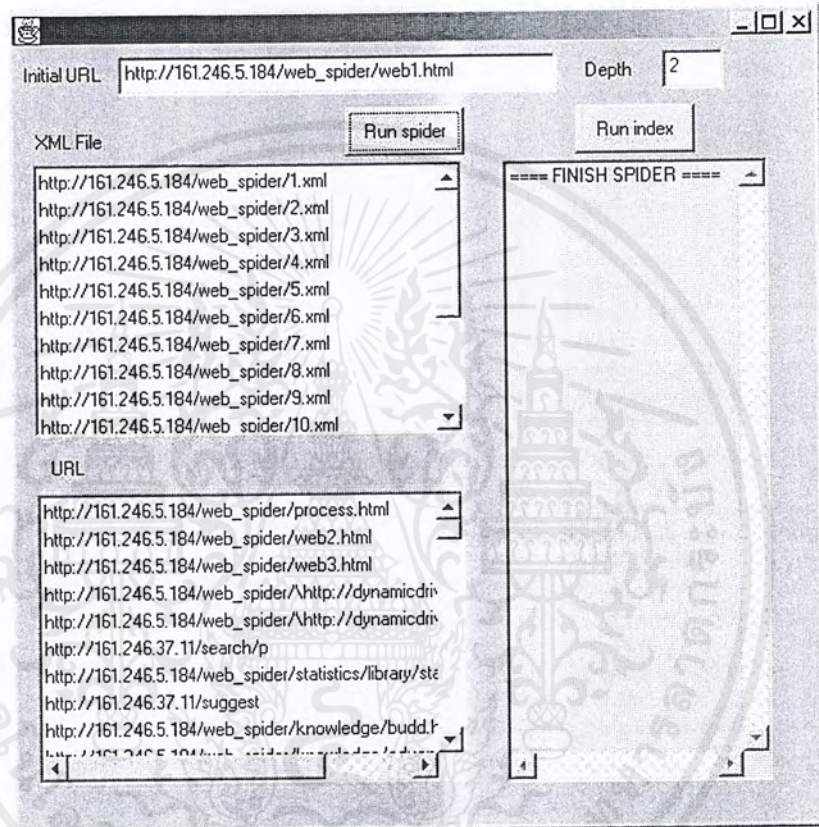 Initial URL http://161.246.5.184/web_spider/web1.html Depth 2
XML File Run spider Run index
http://161.246.5.184/web_spider/1.xml
http://161.246.5.184/web_spider/2.xml
http://161.246.5.184/web_spider/3.xml
http://161.246.5.184/web_spider/4.xml
http://161.246.5.184/web_spider/5.xml
http://161.246.5.184/web_spider/6.xml
http://161.246.5.184/web_spider/7.xml
http://161.246.5.184/web_spider/8.xml
http://161.246.5.184/web_spider/9.xml
http://161.246.5.184/web_spider/10.xml
==== FINISH SPIDER ====
URL
http://161.246.5.184/web_spider/process.html
http://161.246.5.184/web_spider/web2.html
http://161.246.5.184/web_spider/web3.html
http://161.246.5.184/web_spider/\http://dynamicdriv
http://161.246.5.184/web_spider/\http://dynamicdriv
http://161.246.37.11/search/p
http://161.246.5.184/web_spider/statistics/library/sta
http://161.246.37.11/suggest
http://161.246.5.184/web_spider/knowledge/budd.h